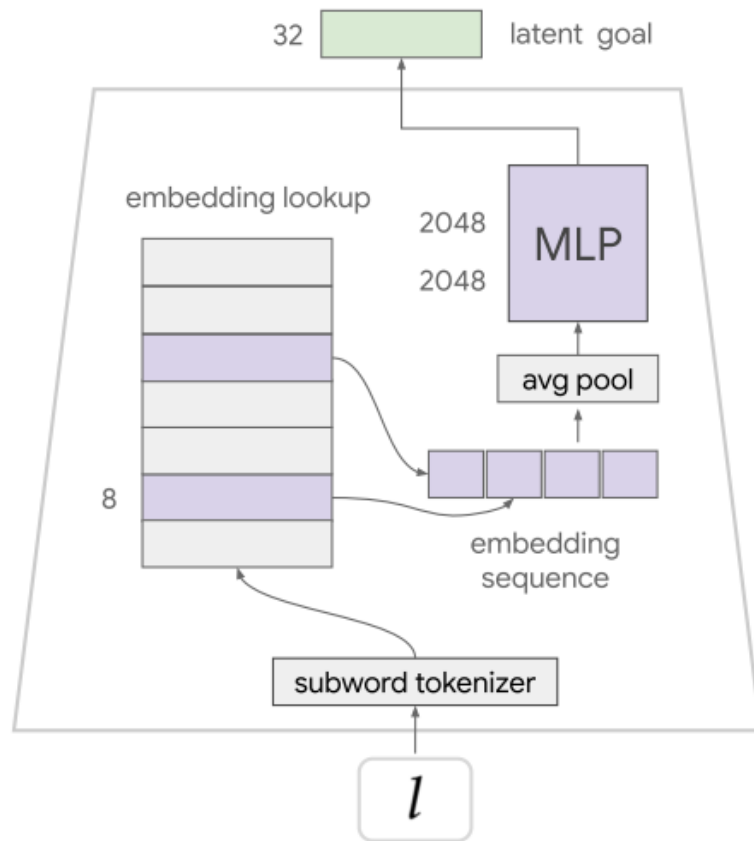 32
latent goal
embedding lookup
2048
2048
MLP
avg pool
8
embedding
sequence
subword tokenizer
l